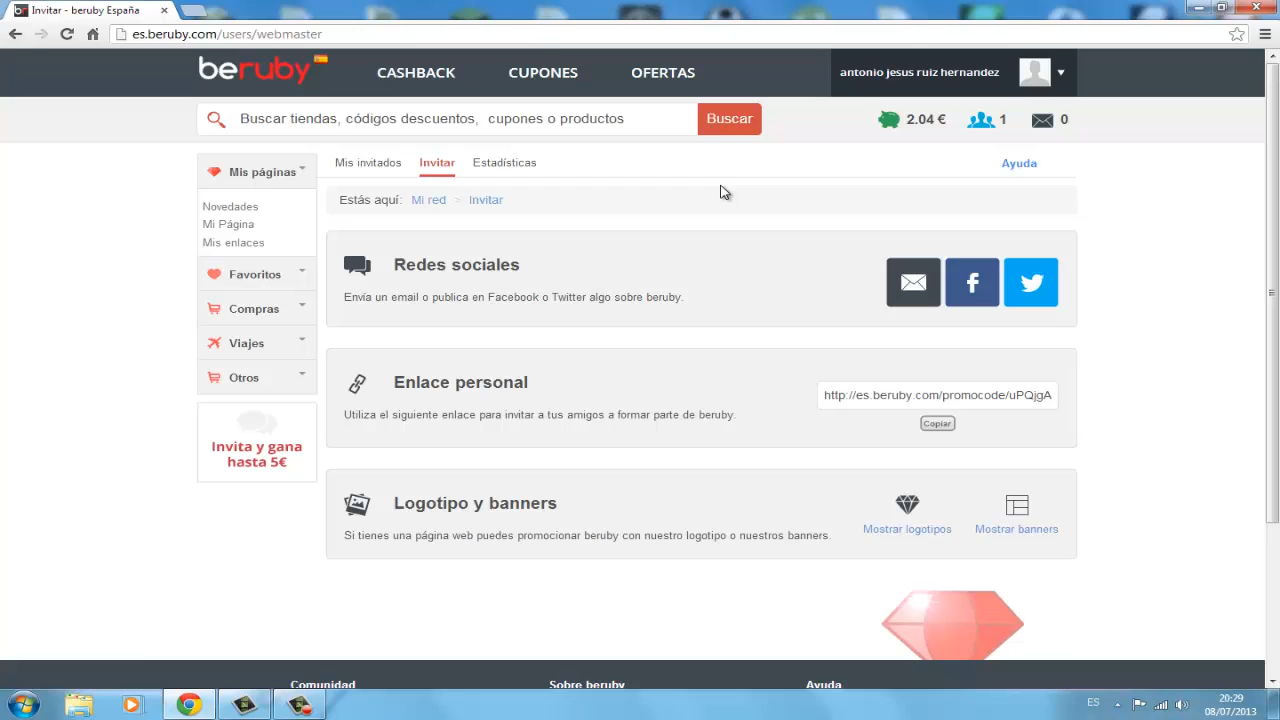 Invitar - beruby España
es.beruby.com/users/webmaster
beruby
CASHBACK
CUPONES
OFERTAS
antonio jesus ruiz hernandez
Buscar tiendas, códigos descuentos, cupones o productos
Buscar
2.04 €
1
0
Mis páginas
Mis invitados
Invitar
Estadísticas
Ayuda
Estás aquí: Mi red > Invitar
Novedades
Mi Página
Mis enlaces
Favoritos
Compras
Viajes
Otros
Invita y gana
hasta 5€
Redes sociales
Envía un email o publica en Facebook o Twitter algo sobre beruby.
Enlace personal
Utiliza el siguiente enlace para invitar a tus amigos a formar parte de beruby.
http://es.beruby.com/promocode/uPQjgA
Copiar
Logotipo y banners
Si tienes una página web puedes promocionar beruby con nuestro logotipo o nuestros banners.
Mostrar logotipos
Mostrar banners
Comunidad
Sobre beruby
Ayuda
ES
20:29
08/07/2013